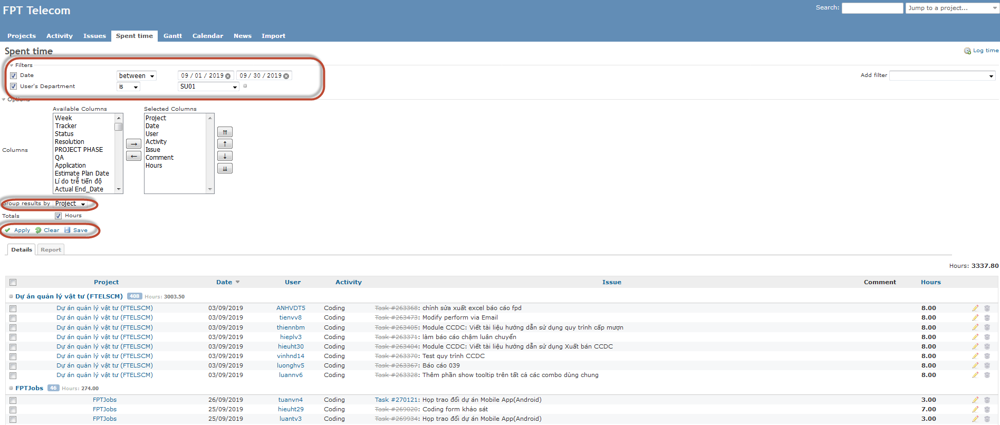 FPT Telecom
Search:
Jump to a project...
Projects Activity Issues Spent time Gantt Calendar News Import
Spent time
Log time
Filters
Date between 09 / 01 / 2019 09 / 30 / 2019
Add filter
User's Department is SU01
Options
Available Columns Selected Columns
Columns
Week
Tracker
Status
Resolution
PROJECT PHASE
QA
Application
Estimate Plan Date
Lí do trễ tiến độ
Actual End_Date
→
←
Project
Date
User
Activity
Issue
Comment
Hours
⇈
↑
↓
⇊
Group results by Project
Totals Hours
Apply Clear Save
Details Report
Hours: 3337.80
Project Date User Activity Issue Comment Hours
Dự án quản lý vật tư (FTELSCM) 408 Hours: 3003.50
Dự án quản lý vật tư (FTELSCM) 03/09/2019 ANHVDT5 Coding Task #263368: chỉnh sửa xuất excel báo cáo fpd 8.00
Dự án quản lý vật tư (FTELSCM) 03/09/2019 tienvv8 Coding Task #263473: Modify perform via Email 8.00
Dự án quản lý vật tư (FTELSCM) 03/09/2019 thiennbm Coding Task #263405: Module CCDC: Viết tài liệu hướng dẫn sử dụng quy trình cấp mượn 8.00
Dự án quản lý vật tư (FTELSCM) 03/09/2019 hieplv3 Coding Task #263371: làm báo cáo chậm luân chuyển 8.00
Dự án quản lý vật tư (FTELSCM) 03/09/2019 hieuht30 Coding Task #263404: Module CCDC: Viết tài liệu hướng dẫn sử dụng Xuất bán CCDC 8.00
Dự án quản lý vật tư (FTELSCM) 03/09/2019 vinhnd14 Coding Task #263370: Test quy trình CCDC 8.00
Dự án quản lý vật tư (FTELSCM) 03/09/2019 luonghv5 Coding Task #263367: Báo cáo 039 8.00
Dự án quản lý vật tư (FTELSCM) 03/09/2019 luannv6 Coding Task #263328: Thêm phần show tooltip trên tất cả các combo dùng chung 8.00
FPTJobs 46 Hours: 274.00
FPTJobs 26/09/2019 tuanvn4 Coding Task #270121: Họp trao đổi dự án Mobile App(Android) 3.00
FPTJobs 25/09/2019 hieuht29 Coding Task #269020: Coding form khảo sát 7.00
FPTJobs 25/09/2019 luantv3 Coding Task #269934: Họp trao đổi dự án Mobile App(Android) 3.00